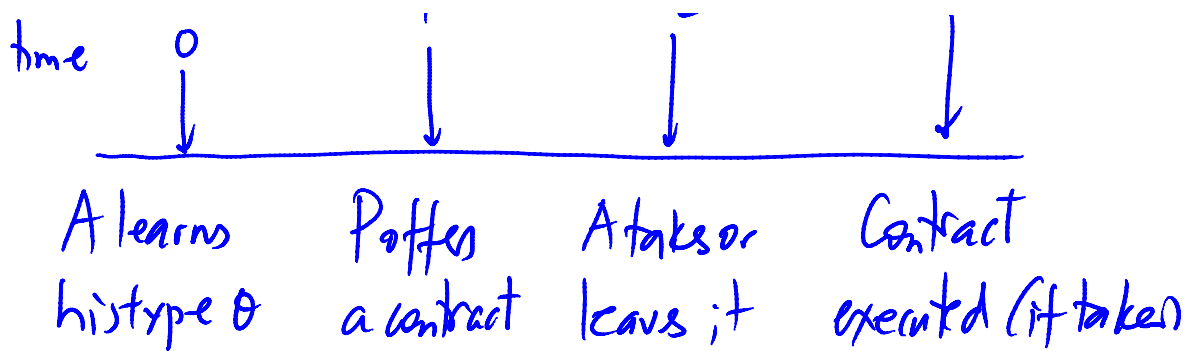 time 0
A learns P offers A takes or Contract
his type θ a contract leaves it executed (if taken)